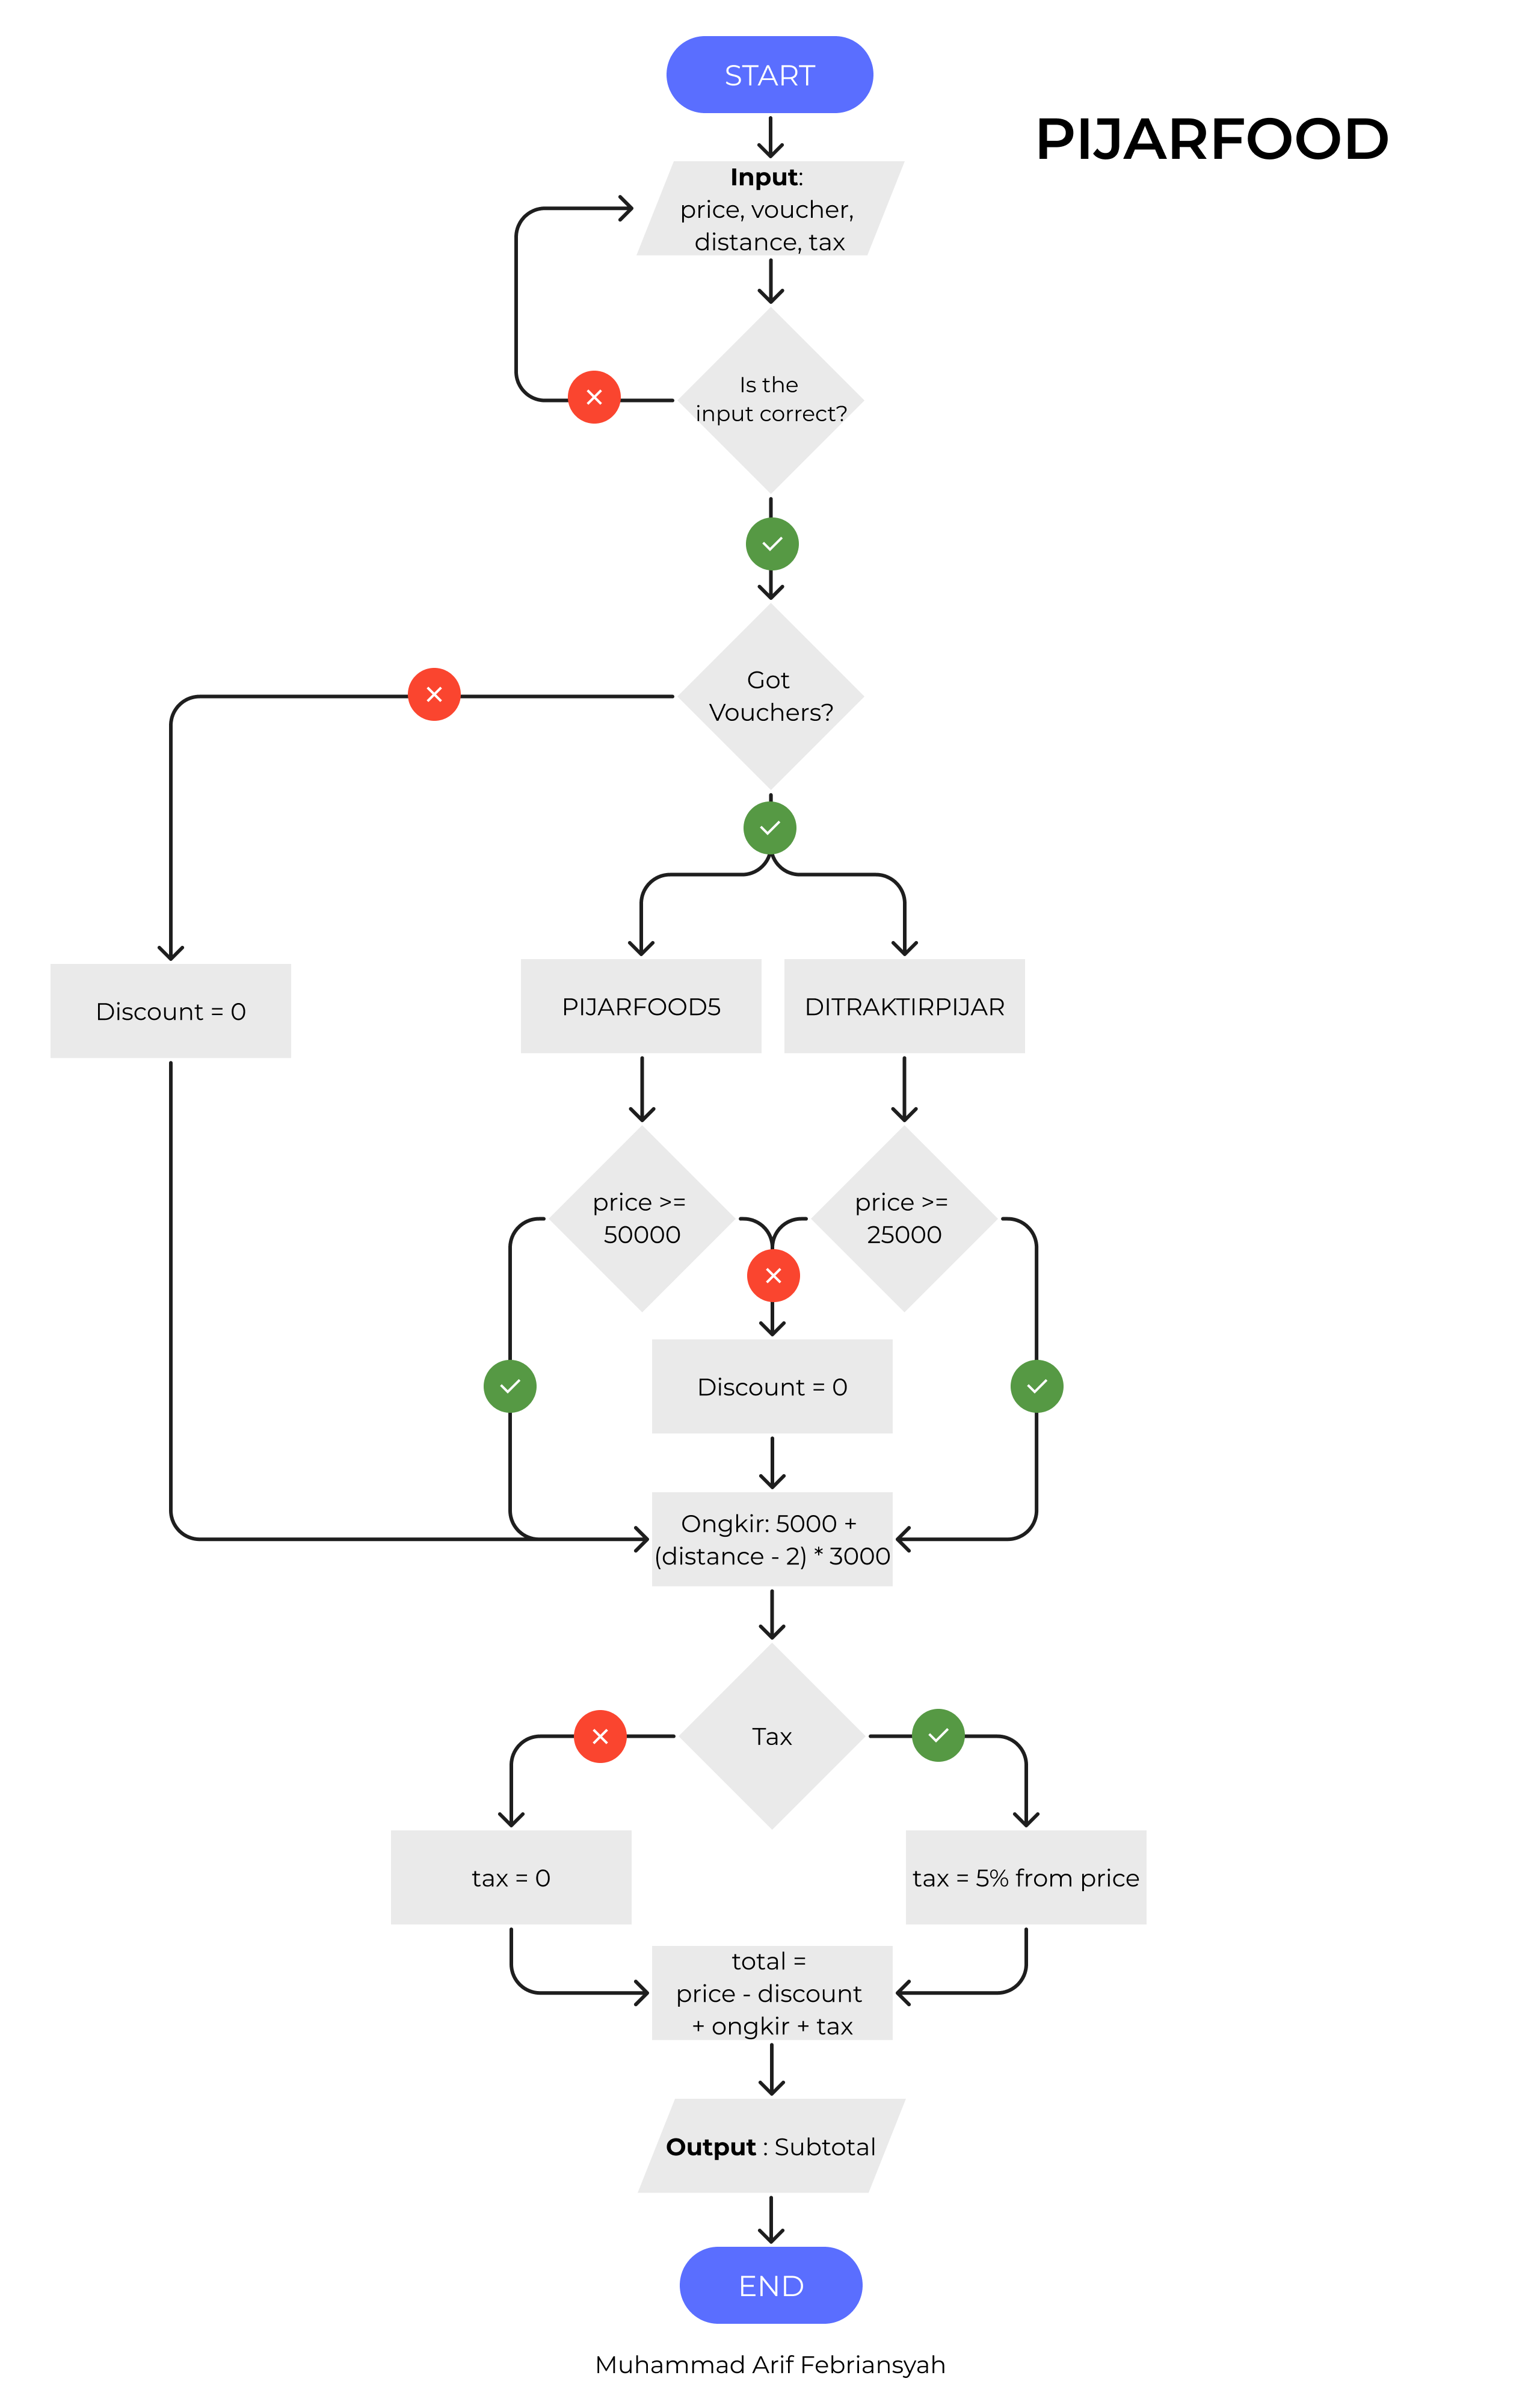 START
PIJARFOOD
Input:
price, voucher,
distance, tax
Is the
input correct?
Got
Vouchers?
Discount = 0
PIJARFOOD5
DITRAKTIRPIJAR
price >=
50000
price >=
25000
Discount = 0
Ongkir: 5000 +
(distance - 2) * 3000
Tax
tax = 0
tax = 5% from price
total =
price - discount
+ ongkir + tax
Output : Subtotal
END
Muhammad Arif Febriansyah